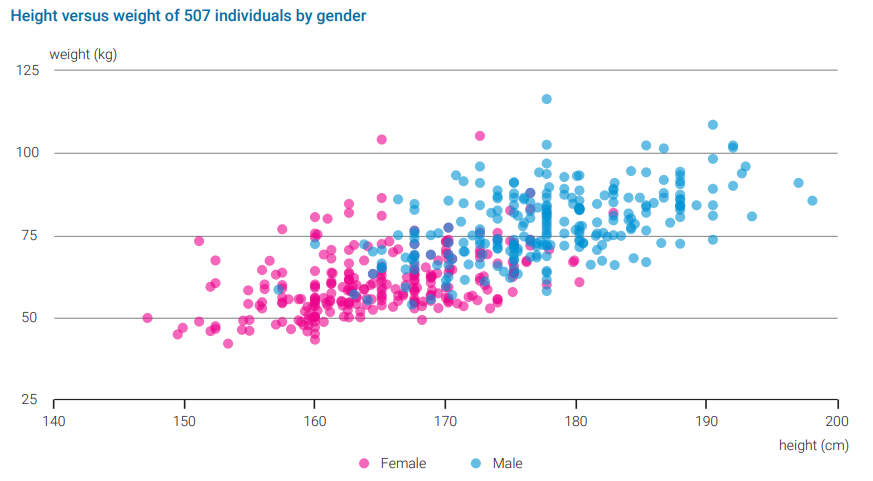 Height versus weight of 507 individuals by gender
weight (kg)
125
100
75
50
25
140 150 160 170 180 190 200
height (cm)
Female Male